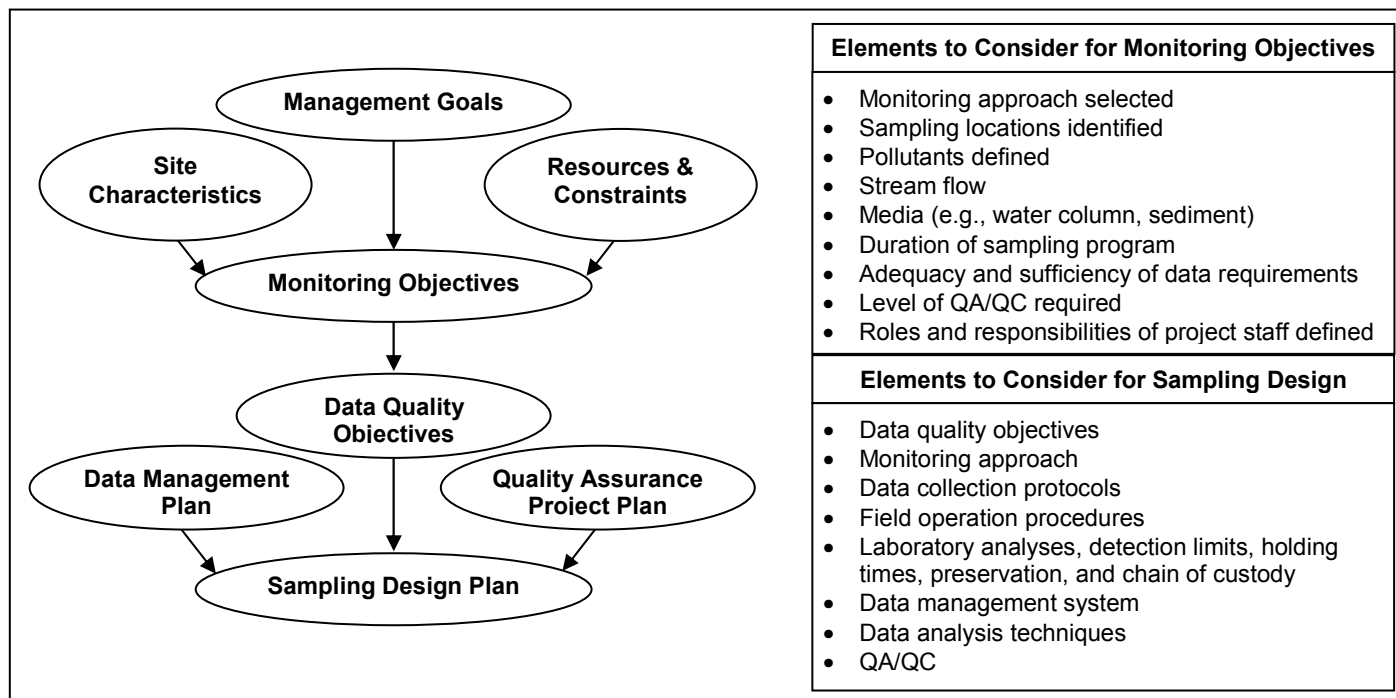 Management Goals
Site
Characteristics
Resources &
Constraints
Monitoring Objectives
Data Quality
Objectives
Data Management
Plan
Quality Assurance
Project Plan
Sampling Design Plan
Elements to Consider for Monitoring Objectives
• Monitoring approach selected
• Sampling locations identified
• Pollutants defined
• Stream flow
• Media (e.g., water column, sediment)
• Duration of sampling program
• Adequacy and sufficiency of data requirements
• Level of QA/QC required
• Roles and responsibilities of project staff defined
Elements to Consider for Sampling Design
• Data quality objectives
• Monitoring approach
• Data collection protocols
• Field operation procedures
• Laboratory analyses, detection limits, holding
times, preservation, and chain of custody
• Data management system
• Data analysis techniques
• QA/QC